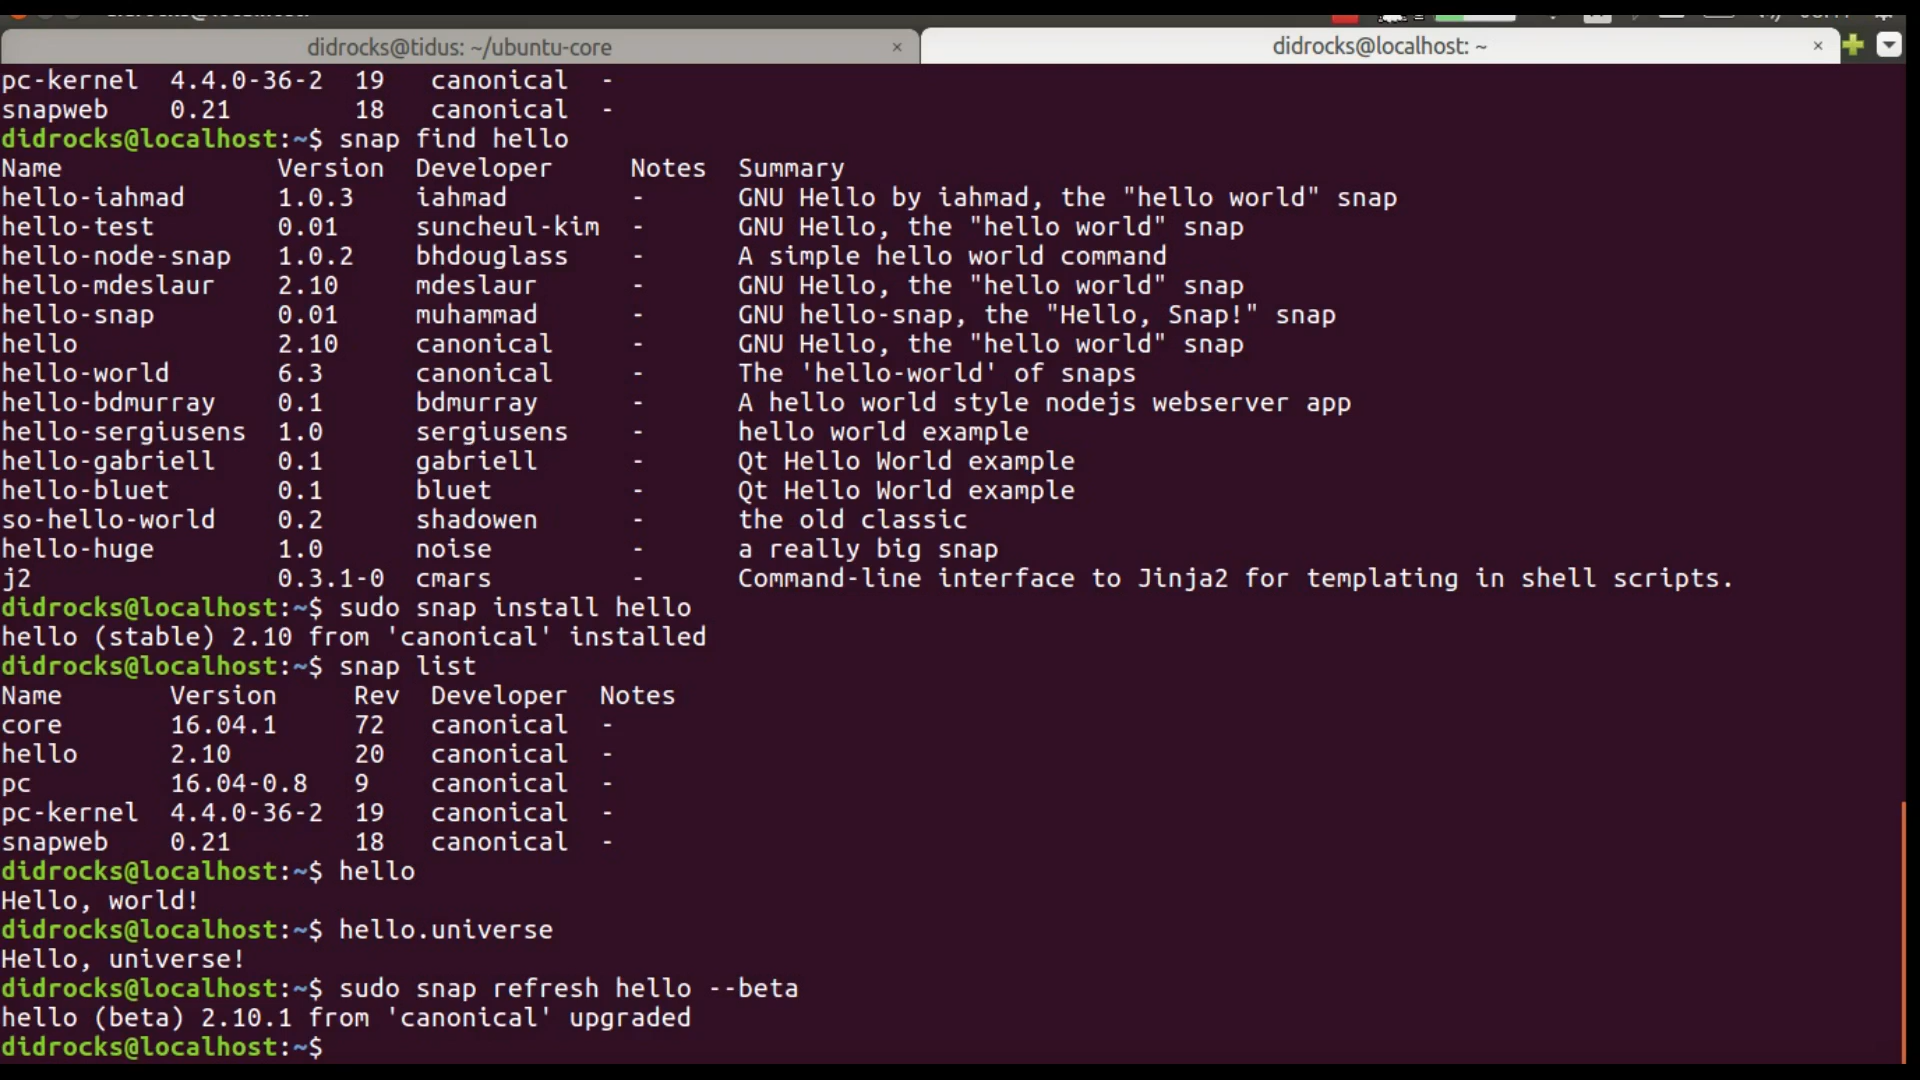 didrocks@tidus: ~/ubuntu-core × didrocks@localhost: ~ ×
pc-kernel  4.4.0-36-2  19   canonical  -
snapweb    0.21        18   canonical  -
didrocks@localhost:~$ snap find hello
Name              Version  Developer     Notes  Summary
hello-iahmad      1.0.3    iahmad        -      GNU Hello by iahmad, the "hello world" snap
hello-test        0.01     suncheul-kim  -      GNU Hello, the "hello world" snap
hello-node-snap   1.0.2    bhdouglass    -      A simple hello world command
hello-mdeslaur    2.10     mdeslaur      -      GNU Hello, the "hello world" snap
hello-snap        0.01     muhammad      -      GNU hello-snap, the "Hello, Snap!" snap
hello             2.10     canonical     -      GNU Hello, the "hello world" snap
hello-world       6.3      canonical     -      The 'hello-world' of snaps
hello-bdmurray    0.1      bdmurray      -      A hello world style nodejs webserver app
hello-sergiusens  1.0      sergiusens    -      hello world example
hello-gabriell    0.1      gabriell      -      Qt Hello World example
hello-bluet       0.1      bluet         -      Qt Hello World example
so-hello-world    0.2      shadowen      -      the old classic
hello-huge        1.0      noise         -      a really big snap
j2                0.3.1-0  cmars         -      Command-line interface to Jinja2 for templating in shell scripts.
didrocks@localhost:~$ sudo snap install hello
hello (stable) 2.10 from 'canonical' installed
didrocks@localhost:~$ snap list
Name       Version     Rev  Developer  Notes
core       16.04.1     72   canonical  -
hello      2.10        20   canonical  -
pc         16.04-0.8   9    canonical  -
pc-kernel  4.4.0-36-2  19   canonical  -
snapweb    0.21        18   canonical  -
didrocks@localhost:~$ hello
Hello, world!
didrocks@localhost:~$ hello.universe
Hello, universe!
didrocks@localhost:~$ sudo snap refresh hello --beta
hello (beta) 2.10.1 from 'canonical' upgraded
didrocks@localhost:~$